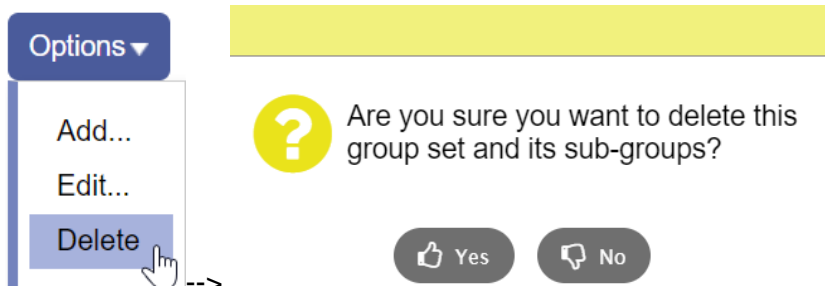 Options
Add...
Edit...
Delete
-->
Are you sure you want to delete this
group set and its sub-groups?
Yes
No